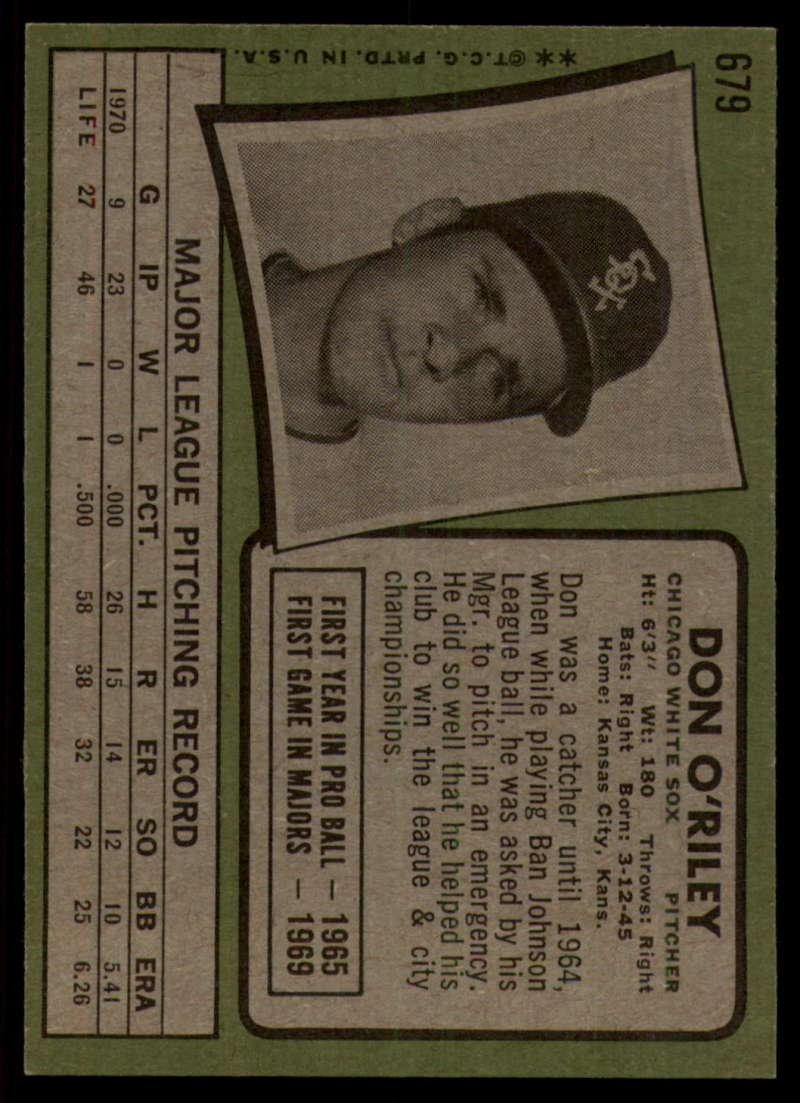 679
** @T.C.G. PRTD. IN U.S.A.
SOX
DON O'RILEY
CHICAGO WHITE SOX PITCHER
Ht: 6'3" Wt: 180 Throws: Right
Bats: Right Born: 3-12-45
Home: Kansas City, Kans.
Don was a catcher until 1964,
when while playing Ban Johnson
League ball, he was asked by his
Mgr. to pitch in an emergency.
He did so well that he helped his
club to win the league & city
championships.
FIRST YEAR IN PRO BALL — 1965
FIRST GAME IN MAJORS — 1969
MAJOR LEAGUE PITCHING RECORD
G IP W L PCT. H R ER SO BB ERA
1970 9 23 0 0 .000 26 15 14 12 10 5.41
LIFE 27 46 1 1 .500 58 38 32 22 25 6.26